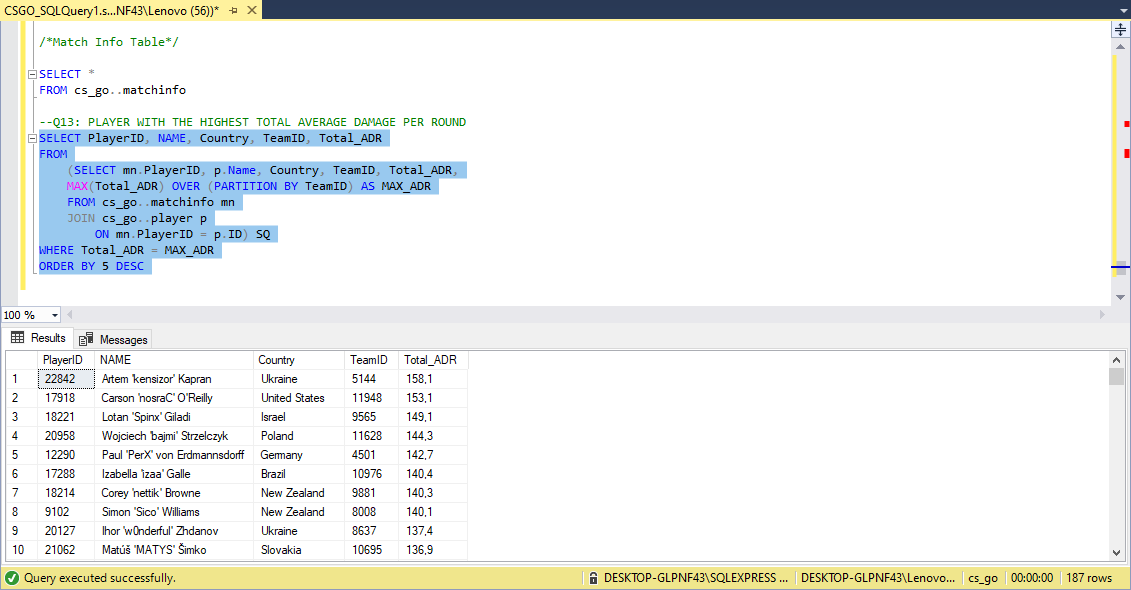 CSGO_SQLQuery1.s...NF43\Lenovo (56))*
/*Match Info Table*/
SELECT *
FROM cs_go..matchinfo
--Q13: PLAYER WITH THE HIGHEST TOTAL AVERAGE DAMAGE PER ROUND
SELECT PlayerID, NAME, Country, TeamID, Total_ADR
FROM
(SELECT mn.PlayerID, p.Name, Country, TeamID, Total_ADR,
MAX(Total_ADR) OVER (PARTITION BY TeamID) AS MAX_ADR
FROM cs_go..matchinfo mn
JOIN cs_go..player p
ON mn.PlayerID = p.ID) SQ
WHERE Total_ADR = MAX_ADR
ORDER BY 5 DESC
100 %
Results Messages
PlayerID NAME Country TeamID Total_ADR
1 22842 Artem 'kensizor' Kapran Ukraine 5144 158,1
2 17918 Carson 'nosraC' O'Reilly United States 11948 153,1
3 18221 Lotan 'Spinx' Giladi Israel 9565 149,1
4 20958 Wojciech 'bajmi' Strzelczyk Poland 11628 144,3
5 12290 Paul 'PerX' von Erdmannsdorff Germany 4501 142,7
6 17288 Izabella 'izaa' Galle Brazil 10976 140,4
7 18214 Corey 'nettik' Browne New Zealand 9881 140,3
8 9102 Simon 'Sico' Williams New Zealand 8008 140,1
9 20127 Ihor 'w0nderful' Zhdanov Ukraine 8637 137,4
10 21062 Matúš 'MATYS' Šimko Slovakia 10695 136,9
Query executed successfully. DESKTOP-GLPNF43\SQLEXPRESS ... DESKTOP-GLPNF43\Lenovo... cs_go 00:00:00 187 rows